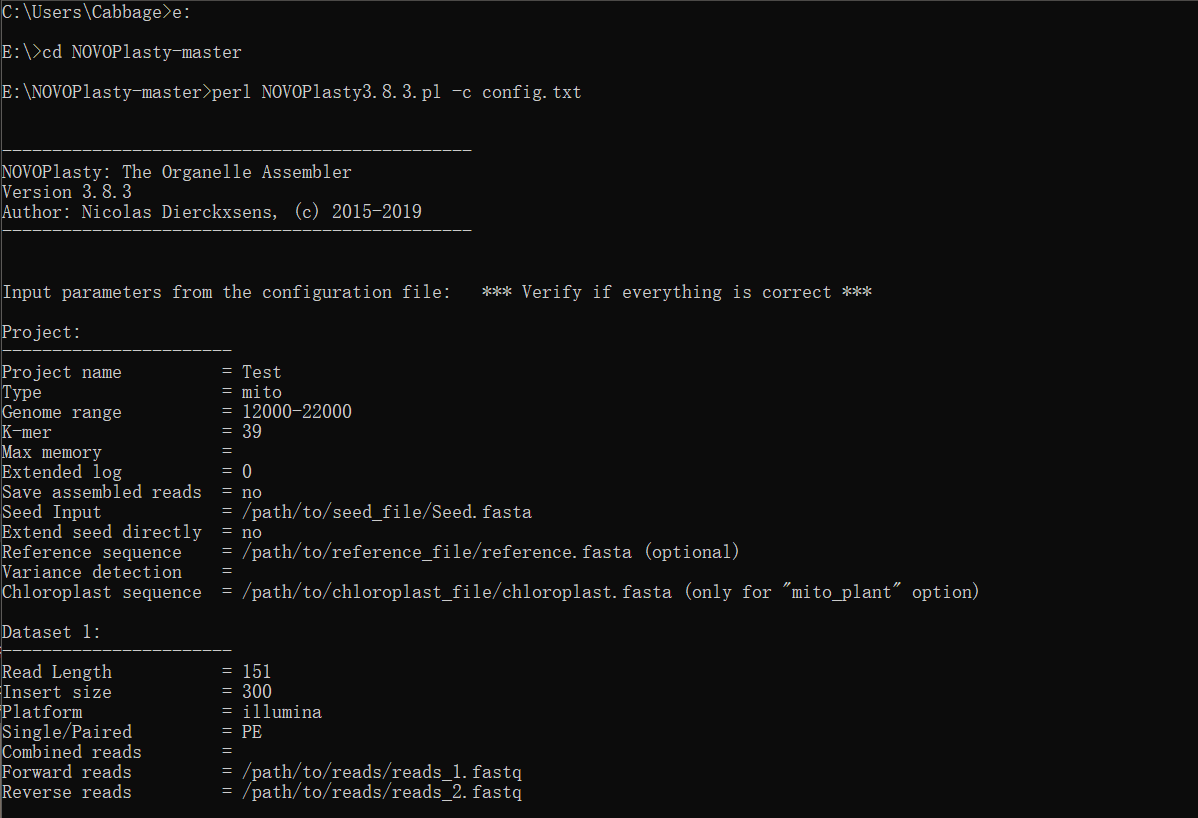 C:\Users\Cabbage>e:
E:\>cd NOVOPlasty-master
E:\NOVOPlasty-master>perl NOVOPlasty3.8.3.pl -c config.txt
-----------------------------------------------
NOVOPlasty: The Organelle Assembler
Version 3.8.3
Author: Nicolas Dierckxsens, (c) 2015-2019
-----------------------------------------------
Input parameters from the configuration file:   *** Verify if everything is correct ***
Project:
-----------------------
Project name          = Test
Type                  = mito
Genome range          = 12000-22000
K-mer                 = 39
Max memory            =
Extended log          = 0
Save assembled reads  = no
Seed Input            = /path/to/seed_file/Seed.fasta
Extend seed directly  = no
Reference sequence    = /path/to/reference_file/reference.fasta (optional)
Variance detection    =
Chloroplast sequence  = /path/to/chloroplast_file/chloroplast.fasta (only for "mito_plant" option)
Dataset 1:
-----------------------
Read Length           = 151
Insert size           = 300
Platform              = illumina
Single/Paired         = PE
Combined reads        =
Forward reads         = /path/to/reads/reads_1.fastq
Reverse reads         = /path/to/reads/reads_2.fastq